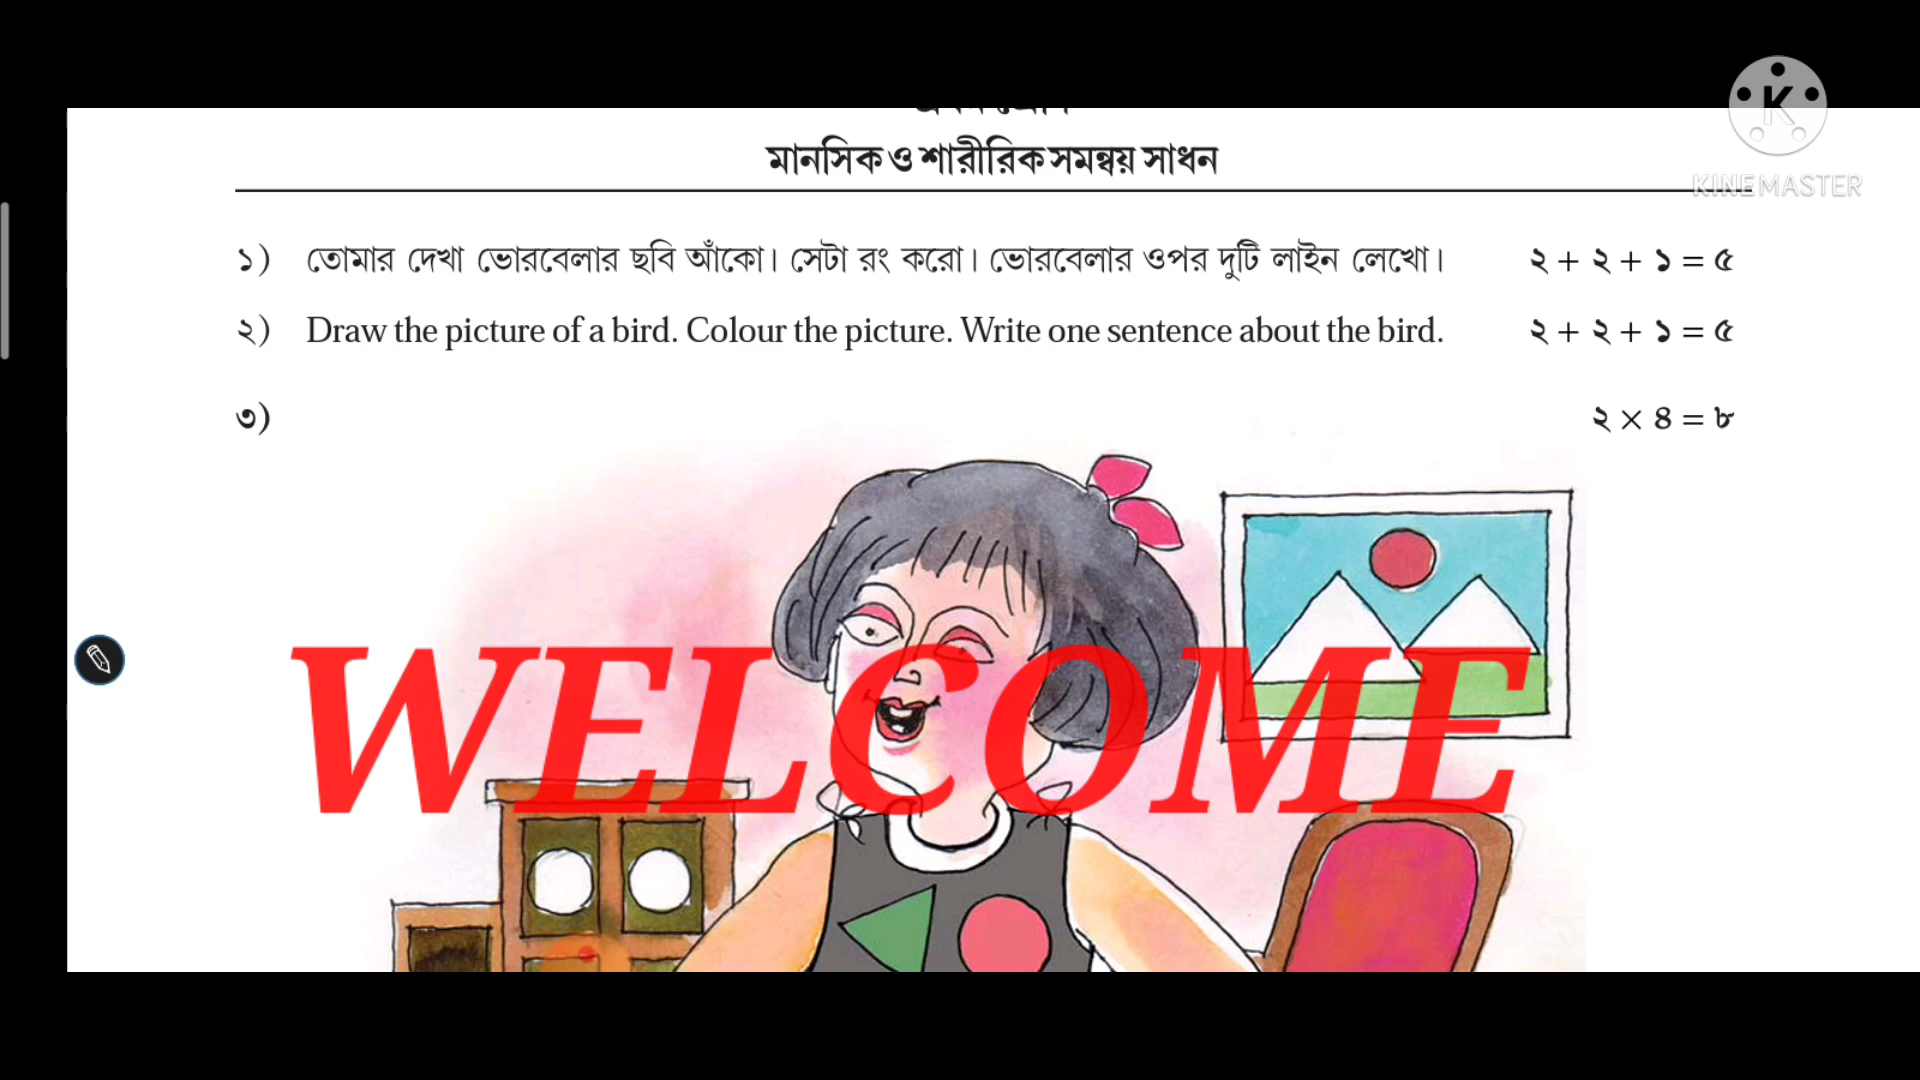 মানসিক ও শারীরিক সমন্বয় সাধন
K
KINEMASTER
১) তোমার দেখা ভোরবেলার ছবি আঁকো। সেটা রং করো। ভোরবেলার ওপর দুটি লাইন লেখো। ২ + ২ + ১ = ৫
২) Draw the picture of a bird. Colour the picture. Write one sentence about the bird. ২ + ২ + ১ = ৫
৩) ২ × ৪ = ৮
WELCOME